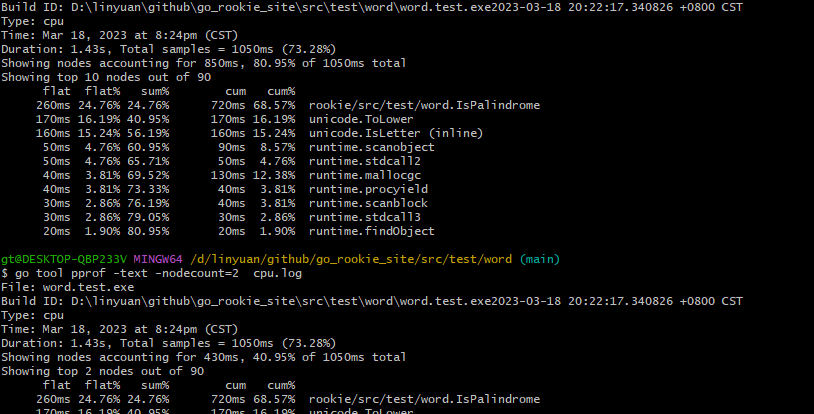 Build ID: D:\linyuan\github\go_rookie_site\src\test\word\word.test.exe2023-03-18 20:22:17.340826 +0800 CST
Type: cpu
Time: Mar 18, 2023 at 8:24pm (CST)
Duration: 1.43s, Total samples = 1050ms (73.28%)
Showing nodes accounting for 850ms, 80.95% of 1050ms total
Showing top 10 nodes out of 90
      flat  flat%   sum%        cum   cum%
     260ms 24.76% 24.76%      720ms 68.57%  rookie/src/test/word.IsPalindrome
     170ms 16.19% 40.95%      170ms 16.19%  unicode.ToLower
     160ms 15.24% 56.19%      160ms 15.24%  unicode.IsLetter (inline)
      50ms  4.76% 60.95%       90ms  8.57%  runtime.scanobject
      50ms  4.76% 65.71%       50ms  4.76%  runtime.stdcall2
      40ms  3.81% 69.52%      130ms 12.38%  runtime.mallocgc
      40ms  3.81% 73.33%       40ms  3.81%  runtime.procyield
      30ms  2.86% 76.19%       40ms  3.81%  runtime.scanblock
      30ms  2.86% 79.05%       30ms  2.86%  runtime.stdcall3
      20ms  1.90% 80.95%       20ms  1.90%  runtime.findObject
gt@DESKTOP-QBP233V MINGW64 /d/linyuan/github/go_rookie_site/src/test/word (main)
$ go tool pprof -text -nodecount=2  cpu.log
File: word.test.exe
Build ID: D:\linyuan\github\go_rookie_site\src\test\word\word.test.exe2023-03-18 20:22:17.340826 +0800 CST
Type: cpu
Time: Mar 18, 2023 at 8:24pm (CST)
Duration: 1.43s, Total samples = 1050ms (73.28%)
Showing nodes accounting for 430ms, 40.95% of 1050ms total
Showing top 2 nodes out of 90
      flat  flat%   sum%        cum   cum%
     260ms 24.76% 24.76%      720ms 68.57%  rookie/src/test/word.IsPalindrome
     170ms 16.19% 40.95%      170ms 16.19%  unicode.ToLower